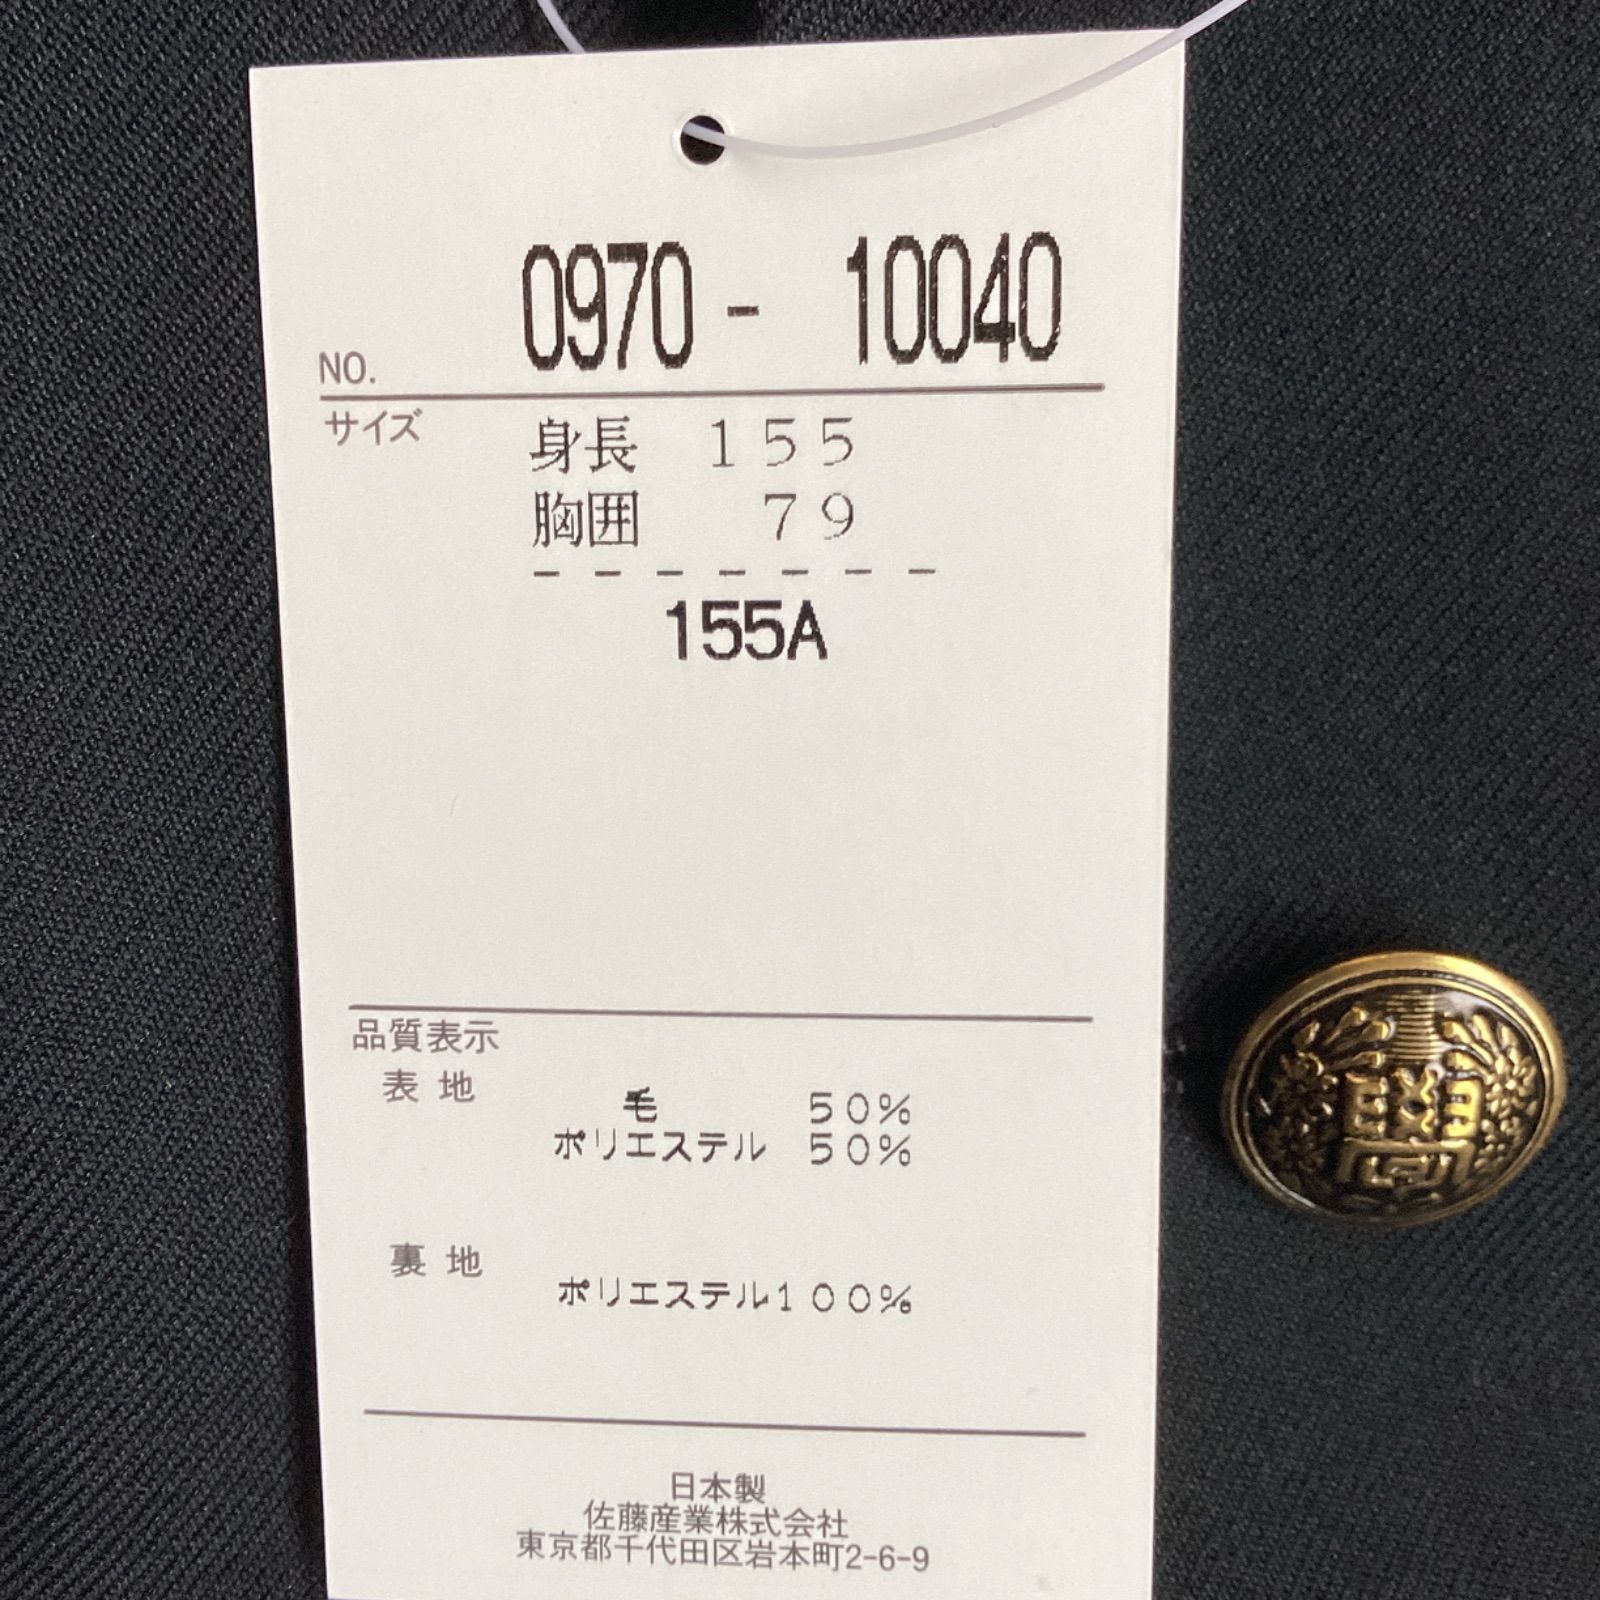 0970 - 10040
NO.
サイズ
身長 155
胸囲 79
- - - - - - -
155A
品質表示
表地
毛 50%
ポリエステル 50%
裏地
ポリエステル100%
日本製
佐藤産業株式会社
東京都千代田区岩本町2-6-9